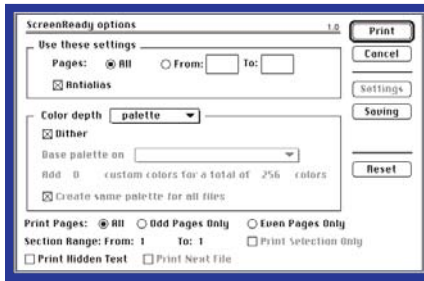 ScreenReady options 1.0
Print
Use these settings
Cancel
Pages: All From: To:
Antialias
Settings
Color depth palette
Saving
Dither
Base palette on
Add 0 custom colors for a total of 256 colors
Reset
Create same palette for all files
Print Pages: All Odd Pages Only Even Pages Only
Section Range: From: 1 To: 1 Print Selection Only
Print Hidden Text Print Next File